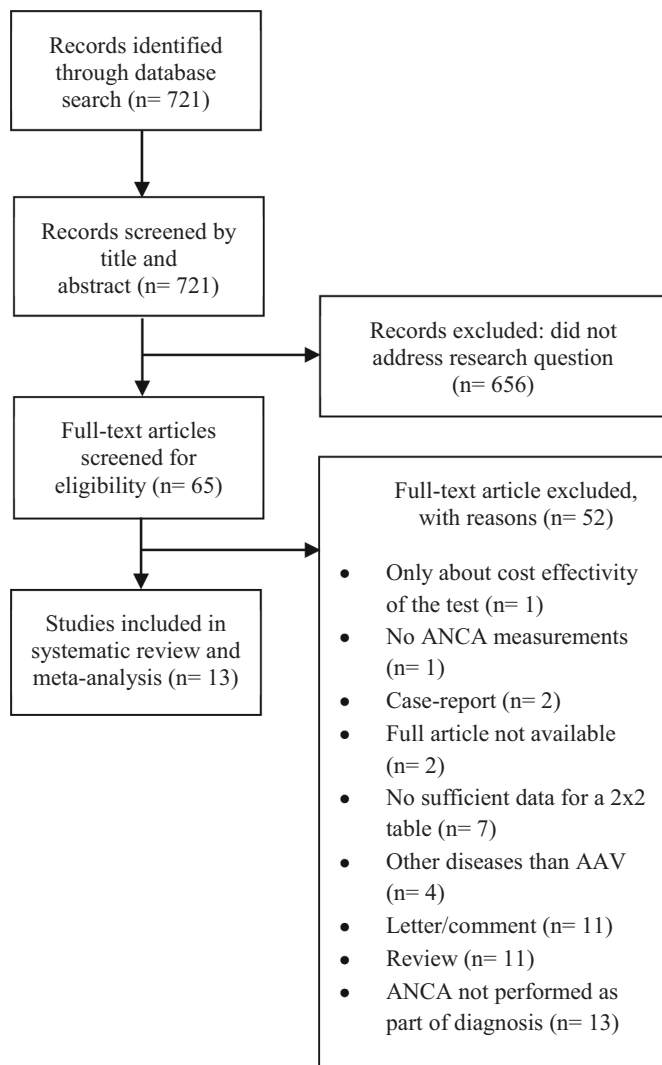 Records identified
through database
search (n= 721)
Records screened by
title and
abstract (n= 721)
Records excluded: did not
address research question
(n= 656)
Full-text articles
screened for
eligibility (n= 65)
Full-text article excluded,
with reasons (n= 52)
• Only about cost effectivity
of the test (n= 1)
• No ANCA measurements
(n= 1)
• Case-report (n= 2)
• Full article not available
(n= 2)
• No sufficient data for a 2x2
table (n= 7)
• Other diseases than AAV
(n= 4)
• Letter/comment (n= 11)
• Review (n= 11)
• ANCA not performed as
part of diagnosis (n= 13)
Studies included in
systematic review and
meta-analysis (n= 13)